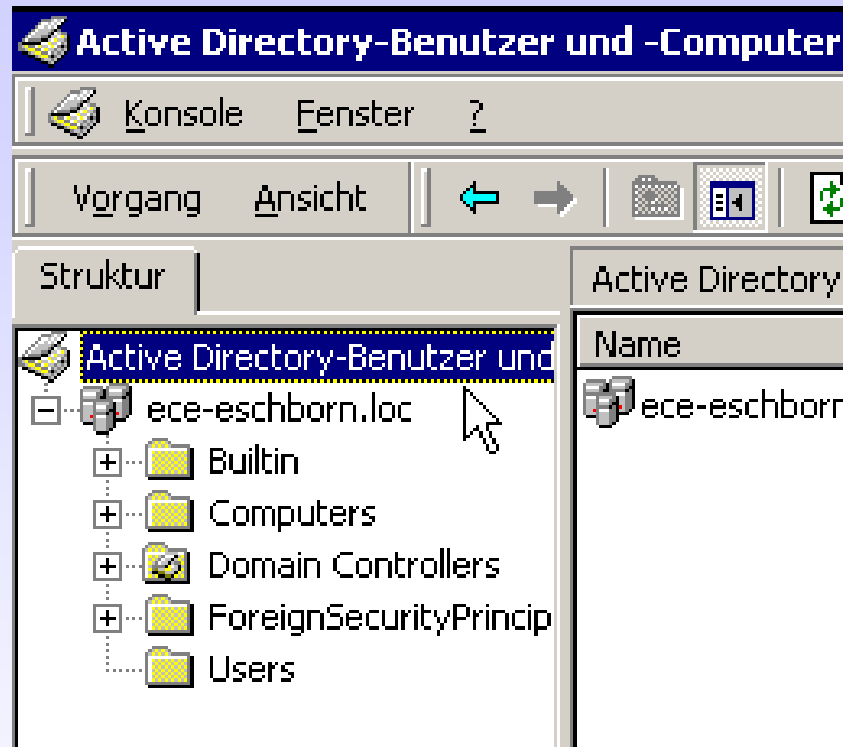 Active Directory-Benutzer und -Computer
Konsole Fenster ?
Vorgang Ansicht
Struktur
Active Directory
Name
Active Directory-Benutzer und
ece-eschborn.loc
ece-eschborn
Builtin
Computers
Domain Controllers
ForeignSecurityPrincip
Users